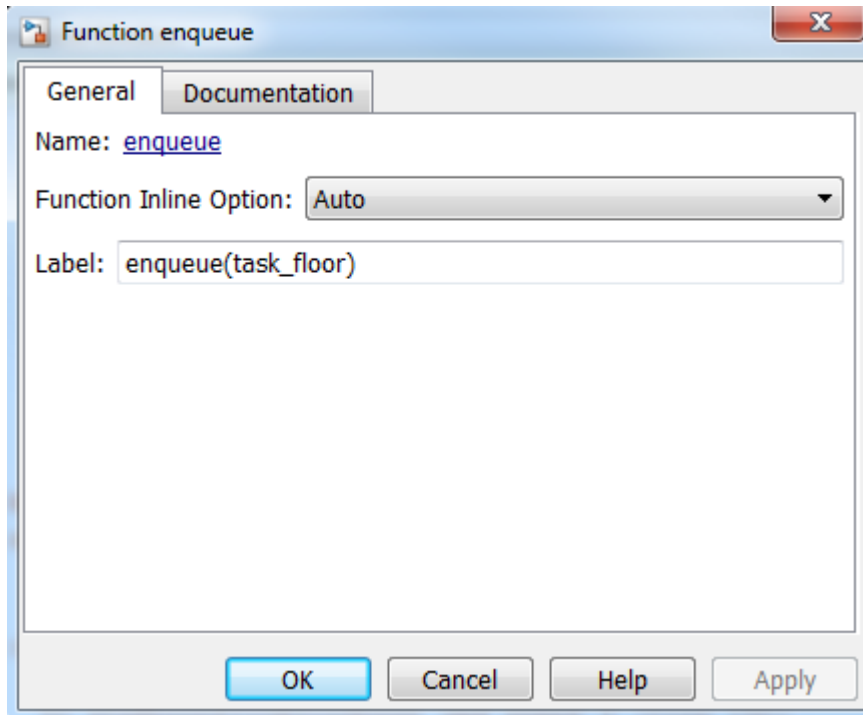 Function enqueue
General Documentation
Name: enqueue
Function Inline Option: Auto
Label: enqueue(task_floor)
OK Cancel Help Apply